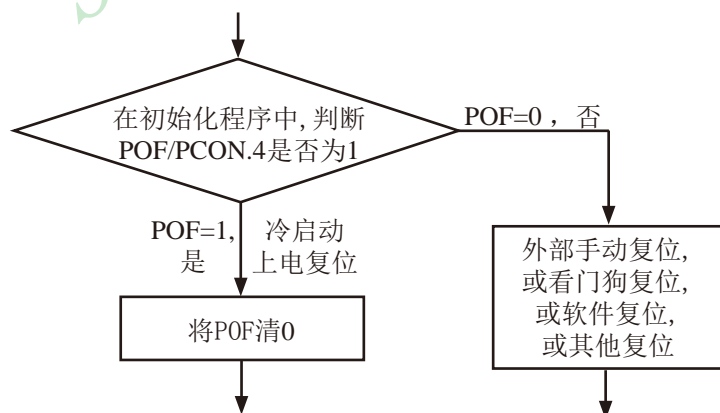 在初始化程序中, 判断
POF/PCON.4是否为1
POF=0 ，否
POF=1,
是
冷启动
上电复位
将POF清0
外部手动复位,
或看门狗复位,
或软件复位,
或其他复位